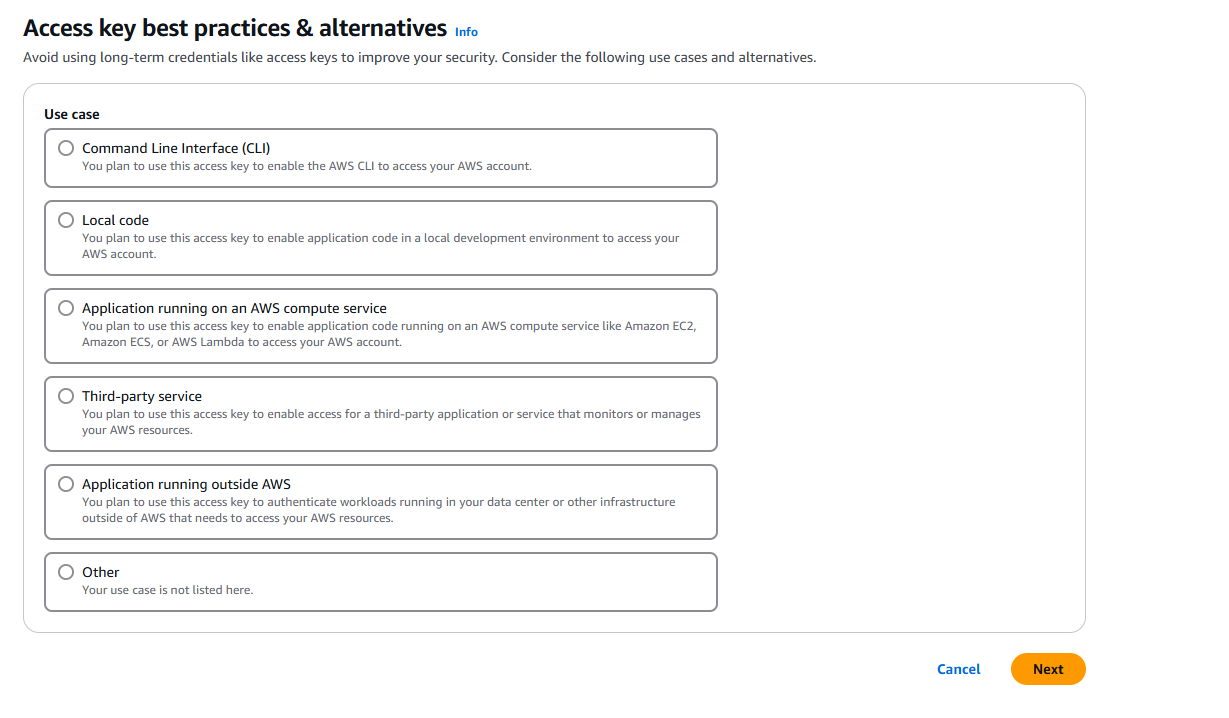 Access key best practices & alternatives Info
Avoid using long-term credentials like access keys to improve your security. Consider the following use cases and alternatives.
Use case
Command Line Interface (CLI)
You plan to use this access key to enable the AWS CLI to access your AWS account.
Local code
You plan to use this access key to enable application code in a local development environment to access your
AWS account.
Application running on an AWS compute service
You plan to use this access key to enable application code running on an AWS compute service like Amazon EC2,
Amazon ECS, or AWS Lambda to access your AWS account.
Third-party service
You plan to use this access key to enable access for a third-party application or service that monitors or manages
your AWS resources.
Application running outside AWS
You plan to use this access key to authenticate workloads running in your data center or other infrastructure
outside of AWS that needs to access your AWS resources.
Other
Your use case is not listed here.
Cancel Next